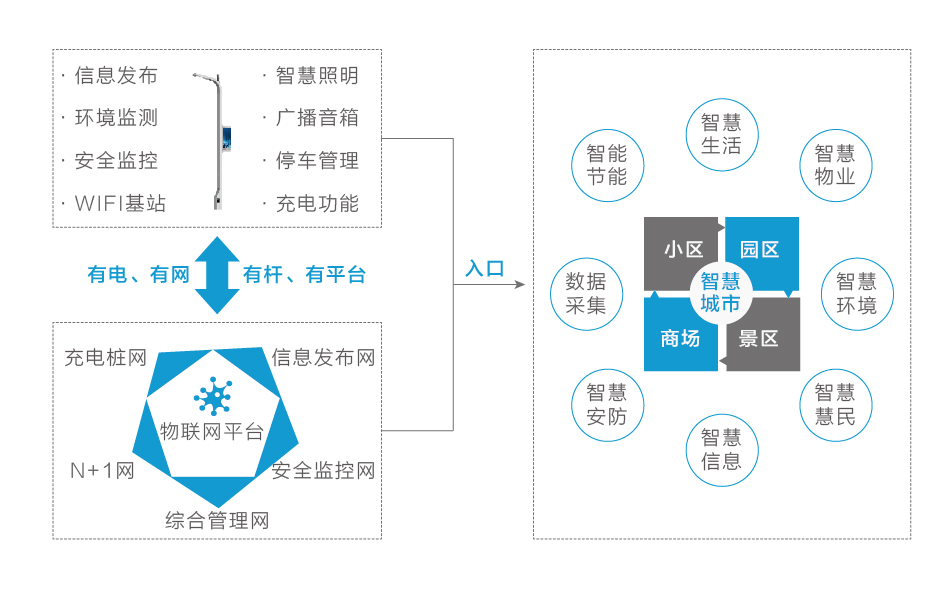 · 信息发布
· 环境监测
· 安全监控
· WIFI基站
· 智慧照明
· 广播音箱
· 停车管理
· 充电功能
有电、有网
有杆、有平台
充电桩网
信息发布网
物联网平台
N+1网
安全监控网
综合管理网
入口
智慧
生活
智能
节能
智慧
物业
数据
采集
小区
园区
智慧
城市
商场
景区
智慧
环境
智慧
安防
智慧
慧民
智慧
信息